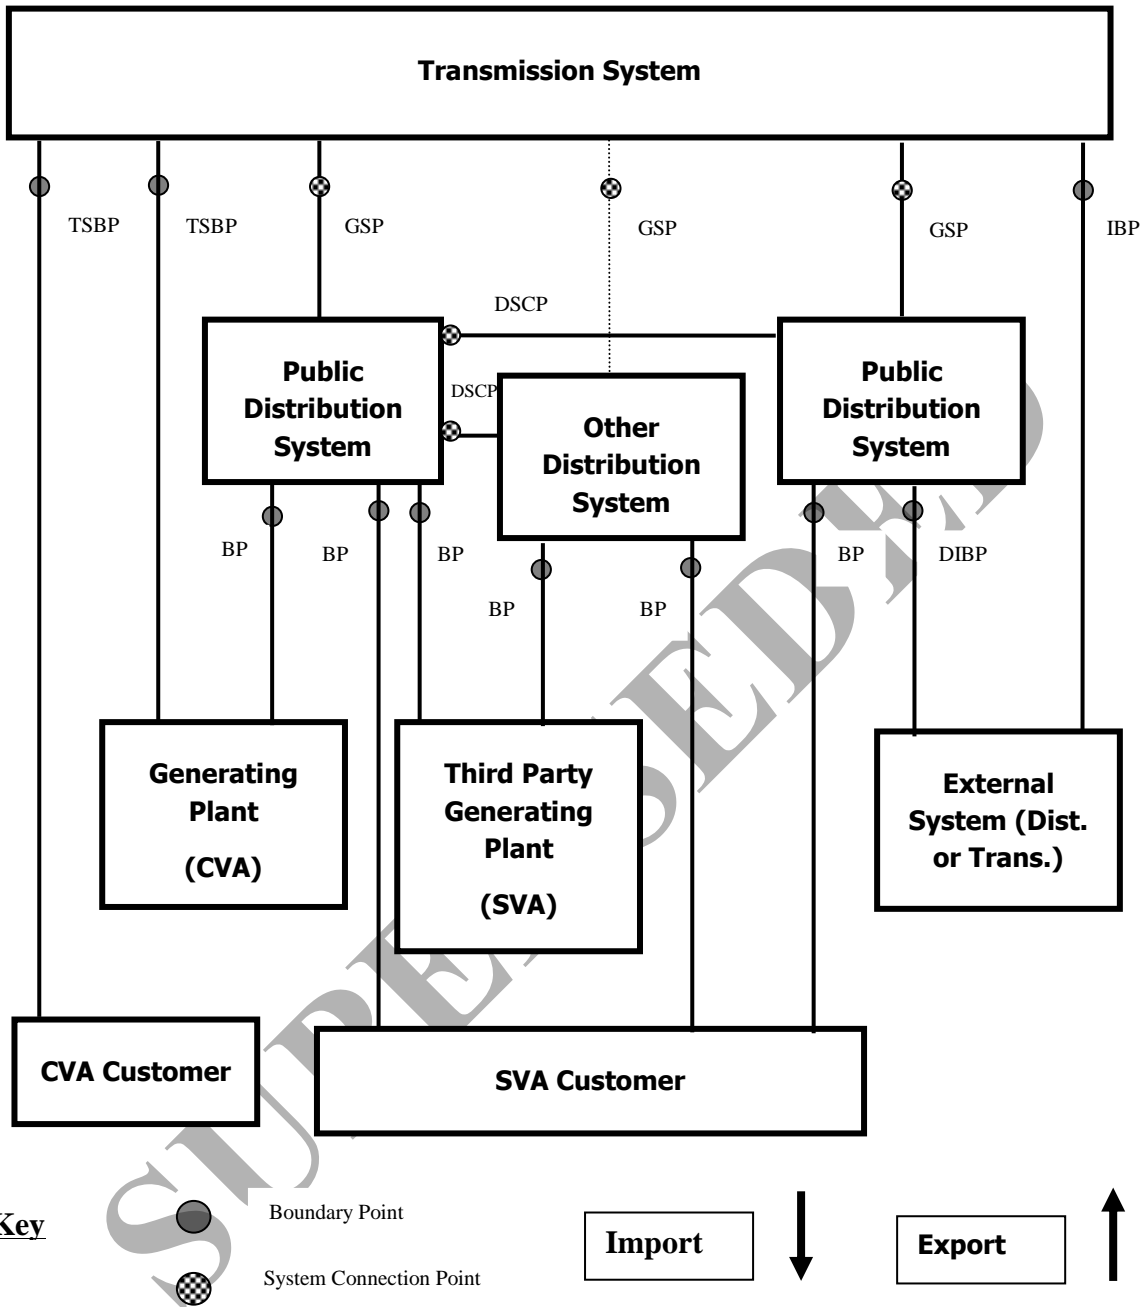 Transmission System
TSBP
TSBP
GSP
GSP
GSP
IBP
DSCP
Public
Distribution
System
DSCP
Other
Distribution
System
Public
Distribution
System
BP
BP
BP
BP
BP
BP
DIBP
Generating
Plant
(CVA)
Third Party
Generating
Plant
(SVA)
External
System (Dist.
or Trans.)
CVA Customer
SVA Customer
SUPERSEDED
Key
Boundary Point
System Connection Point
Import
Export